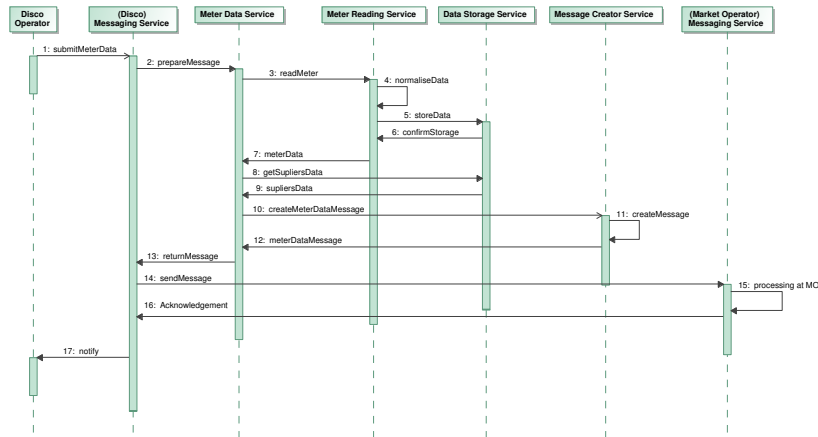 Disco
Operator
(Disco)
Messaging Service
Meter Data Service
Meter Reading Service
Data Storage Service
Message Creator Service
(Market Operator)
Messaging Service
1: submitMeterData
2: prepareMessage
3: readMeter
4: normaliseData
5: storeData
6: confirmStorage
7: meterData
8: getSupliersData
9: supliersData
10: createMeterDataMessage
11: createMessage
12: meterDataMessage
13: returnMessage
14: sendMessage
15: processing at MO
16: Acknowledgement
17: notify